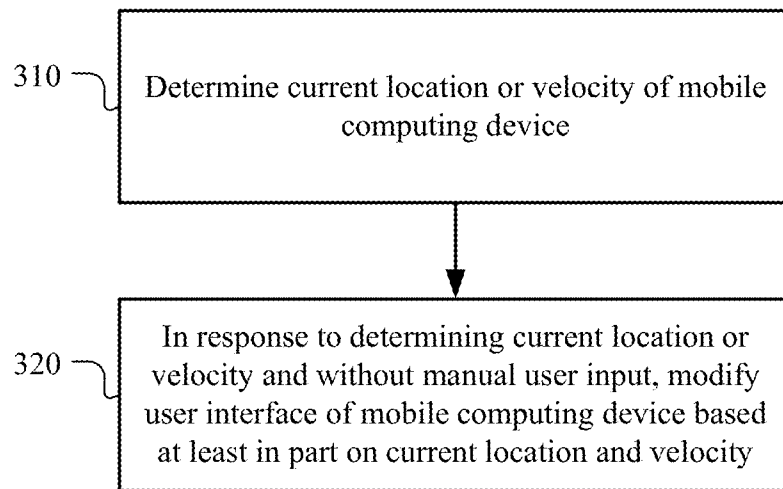 310
Determine current location or velocity of mobile
computing device
320
In response to determining current location or
velocity and without manual user input, modify
user interface of mobile computing device based
at least in part on current location and velocity